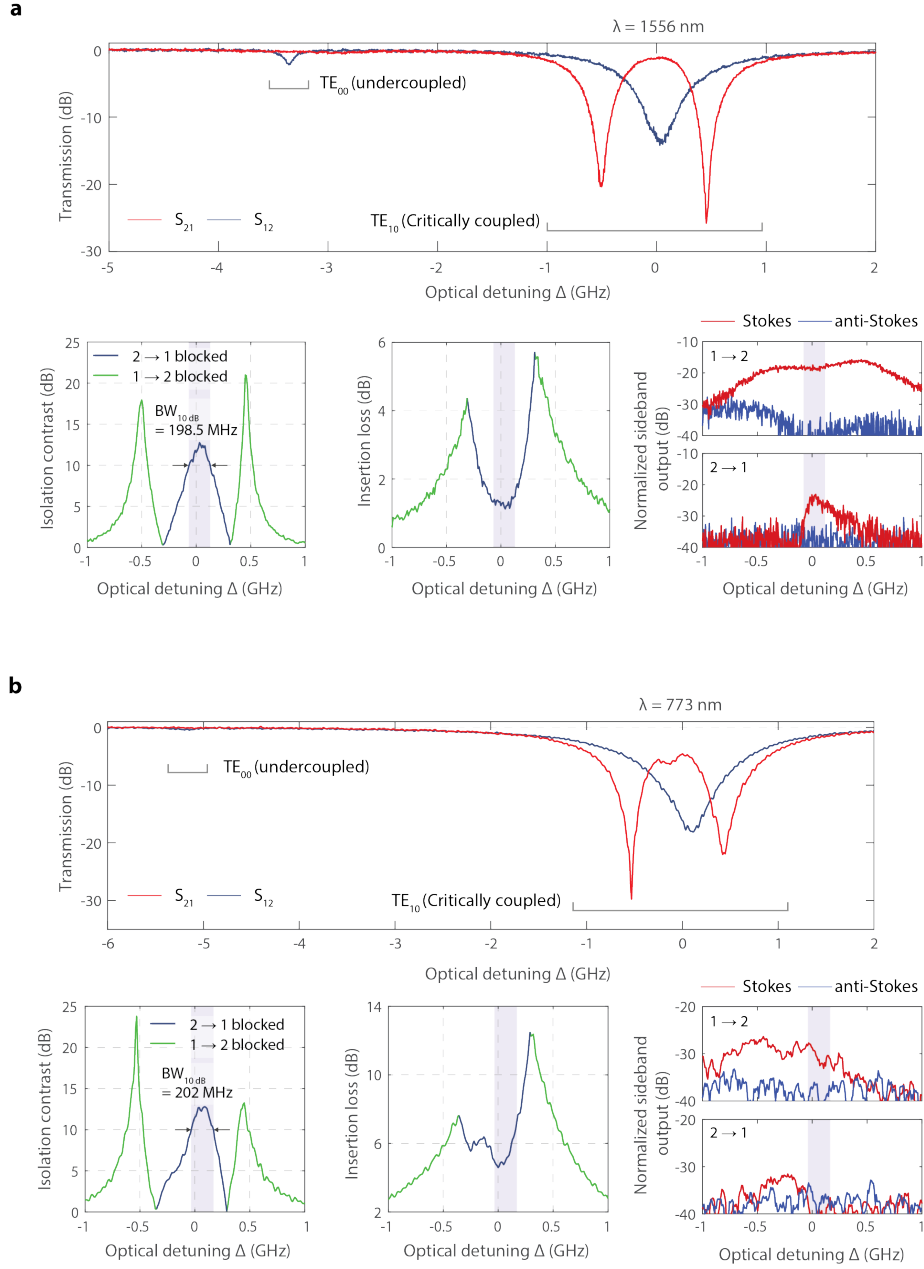 a
λ = 1556 nm
0
-10
-20
-30
Transmission (dB)
TE00 (undercoupled)
S21 S12
TE10 (Critically coupled)
-5 -4 -3 -2 -1 0 1 2
Optical detuning Δ (GHz)
25
20
15
10
5
0
Isolation contrast (dB)
2 → 1 blocked
1 → 2 blocked
BW10 dB
= 198.5 MHz
-1 -0.5 0 0.5 1
Optical detuning Δ (GHz)
6
4
2
0
Insertion loss (dB)
-1 -0.5 0 0.5 1
Optical detuning Δ (GHz)
Stokes anti-Stokes
-10
-20
-30
-40
1 → 2
-10
-20
-30
-40
2 → 1
Normalized sideband
output (dB)
-1 -0.5 0 0.5 1
Optical detuning Δ (GHz)
b
λ = 773 nm
0
-10
-20
-30
Transmission (dB)
TE00 (undercoupled)
S21 S12
TE10 (Critically coupled)
-6 -5 -4 -3 -2 -1 0 1 2
Optical detuning Δ (GHz)
25
20
15
10
5
0
Isolation contrast (dB)
2 → 1 blocked
1 → 2 blocked
BW10 dB
= 202 MHz
-1 -0.5 0 0.5 1
Optical detuning Δ (GHz)
14
10
6
2
Insertion loss (dB)
-1 -0.5 0 0.5 1
Optical detuning Δ (GHz)
Stokes anti-Stokes
-20
-30
-40
1 → 2
-20
-30
-40
2 → 1
Normalized sideband
output (dB)
-1 -0.5 0 0.5 1
Optical detuning Δ (GHz)